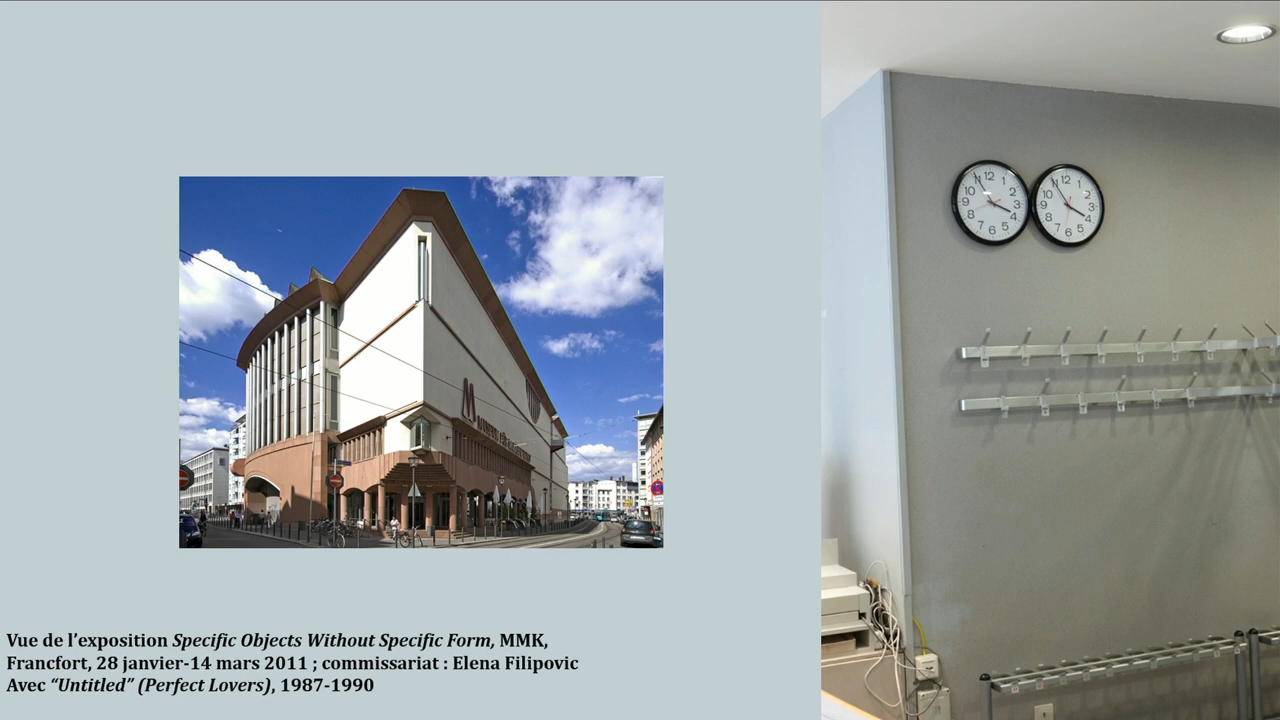 Vue de l’exposition Specific Objects Without Specific Form, MMK,
Francfort, 28 janvier-14 mars 2011 ; commissariat : Elena Filipovic
Avec “Untitled” (Perfect Lovers), 1987-1990